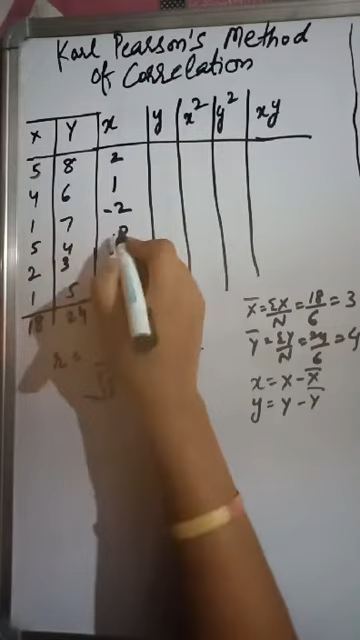 Karl Pearson's Method
of Correlation
X Y x y x² y² xy
5 8 2
4 6 1
1 7 -2
5 4
2 3
1 5
18 24
X̄ = ΣX/N = 18/6 = 3
Ȳ = ΣY/N = 24/6 = 4
x = X - X̄
y = Y - Ȳ
r =